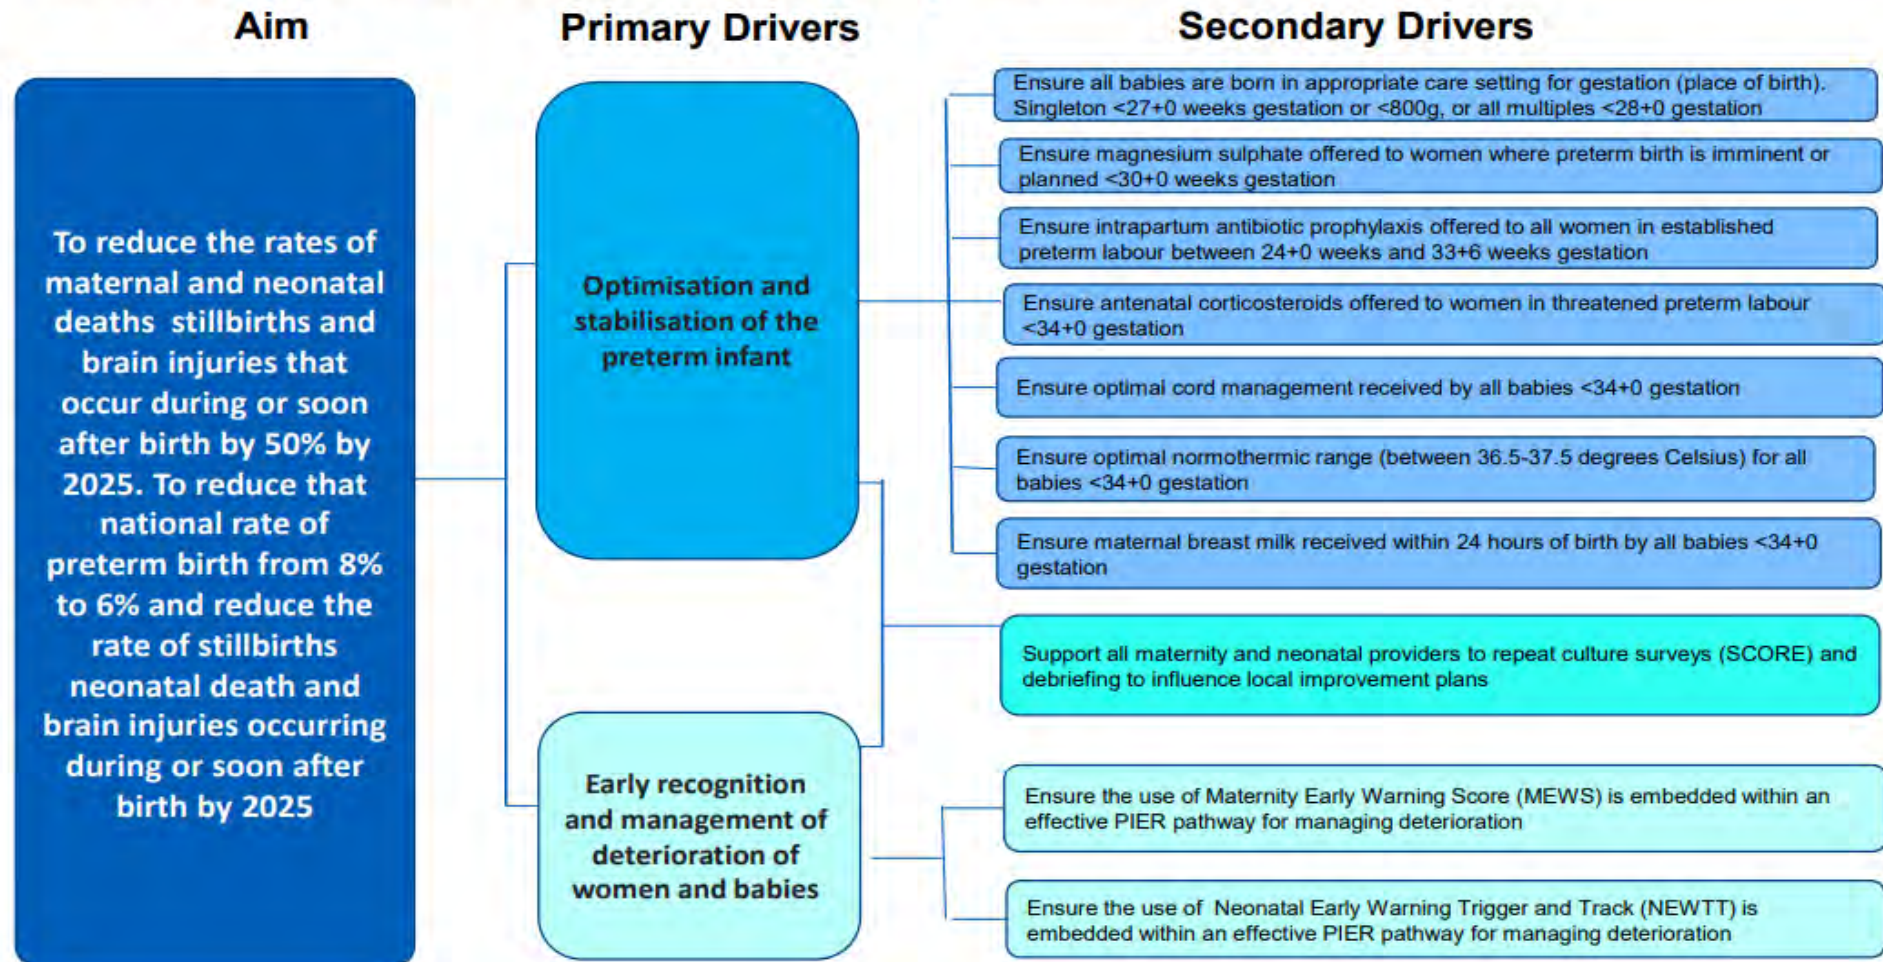 Aim
Primary Drivers
Secondary Drivers
To reduce the rates of
maternal and neonatal
deaths stillbirths and
brain injuries that
occur during or soon
after birth by 50% by
2025. To reduce that
national rate of
preterm birth from 8%
to 6% and reduce the
rate of stillbirths
neonatal death and
brain injuries occurring
during or soon after
birth by 2025
Optimisation and
stabilisation of the
preterm infant
Early recognition
and management of
deterioration of
women and babies
Ensure all babies are born in appropriate care setting for gestation (place of birth).
Singleton <27+0 weeks gestation or <800g, or all multiples <28+0 gestation
Ensure magnesium sulphate offered to women where preterm birth is imminent or
planned <30+0 weeks gestation
Ensure intrapartum antibiotic prophylaxis offered to all women in established
preterm labour between 24+0 weeks and 33+6 weeks gestation
Ensure antenatal corticosteroids offered to women in threatened preterm labour
<34+0 gestation
Ensure optimal cord management received by all babies <34+0 gestation
Ensure optimal normothermic range (between 36.5-37.5 degrees Celsius) for all
babies <34+0 gestation
Ensure maternal breast milk received within 24 hours of birth by all babies <34+0
gestation
Support all maternity and neonatal providers to repeat culture surveys (SCORE) and
debriefing to influence local improvement plans
Ensure the use of Maternity Early Warning Score (MEWS) is embedded within an
effective PIER pathway for managing deterioration
Ensure the use of Neonatal Early Warning Trigger and Track (NEWTT) is
embedded within an effective PIER pathway for managing deterioration